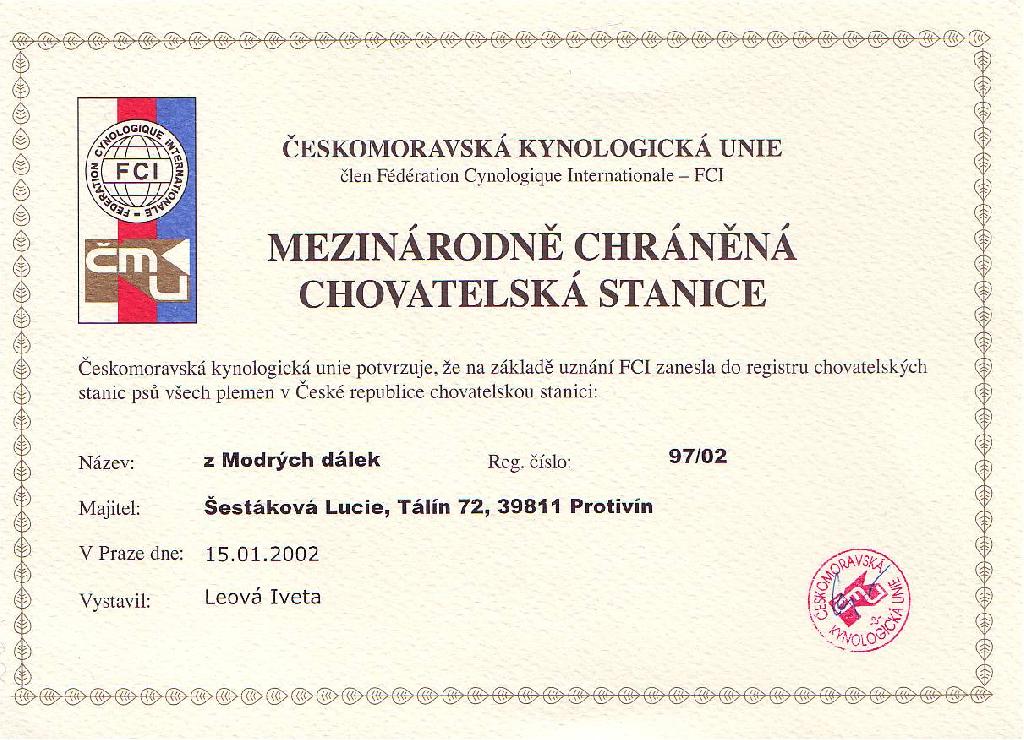 FEDERATION CYNOLOGIQUE INTERNATIONALE
FCI
čmu
ČESKOMORAVSKÁ KYNOLOGICKÁ UNIE
člen Fédération Cynologique Internationale – FCI
MEZINÁRODNĚ CHRÁNĚNÁ
CHOVATELSKÁ STANICE
Českomoravská kynologická unie potvrzuje, že na základě uznání FCI zanesla do registru chovatelských
stanic psů všech plemen v České republice chovatelskou stanici:
Název: z Modrých dálek Reg. číslo: 97/02
Majitel: Šestáková Lucie, Tálín 72, 39811 Protivín
V Praze dne: 15.01.2002
Vystavil: Leová Iveta
ČESKOMORAVSKÁ KYNOLOGICKÁ UNIE
čmu